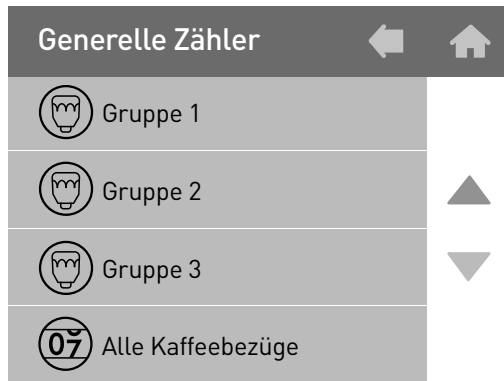 Generelle Zähler
Gruppe 1
Gruppe 2
Gruppe 3
07 Alle Kaffeebezüge